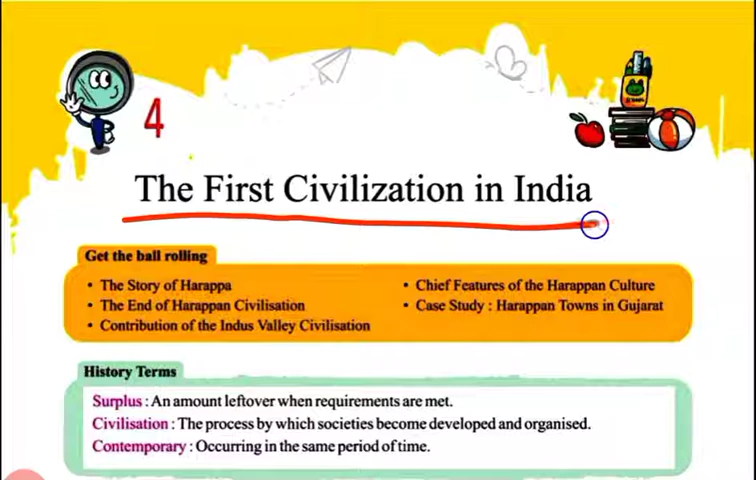 4
The First Civilization in India
Get the ball rolling
• The Story of Harappa
• The End of Harappan Civilisation
• Contribution of the Indus Valley Civilisation
• Chief Features of the Harappan Culture
• Case Study : Harappan Towns in Gujarat
History Terms
Surplus : An amount leftover when requirements are met.
Civilisation : The process by which societies become developed and organised.
Contemporary : Occurring in the same period of time.